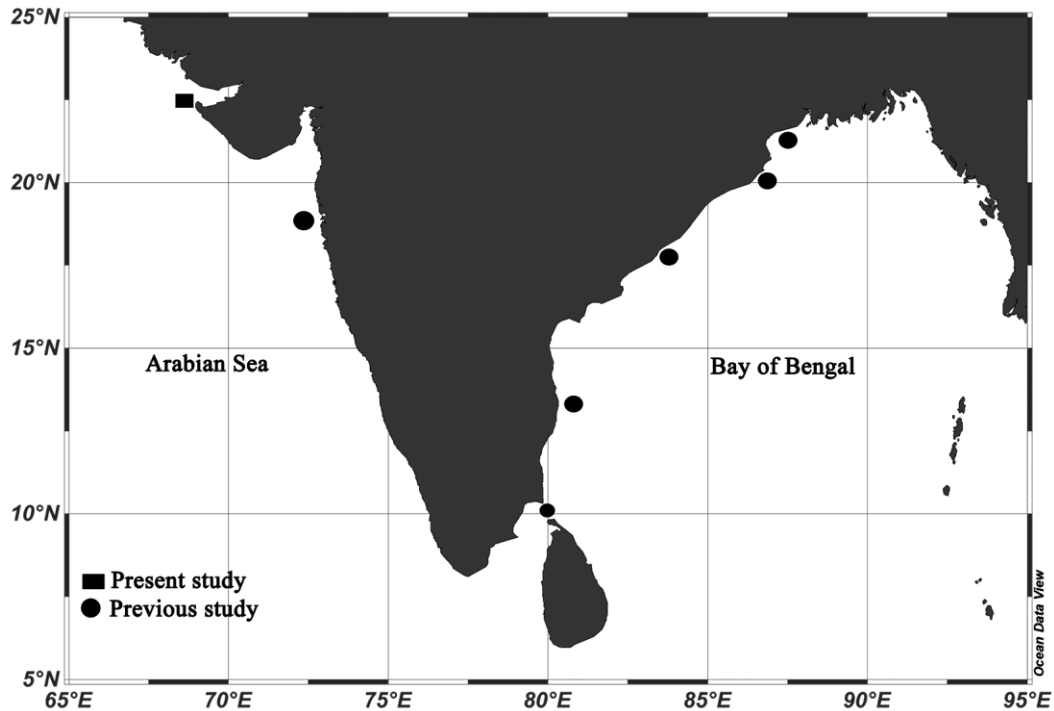 25°N
20°N
15°N
Arabian Sea
Bay of Bengal
10°N
Present study
Previous study
5°N
65°E 70°E 75°E 80°E 85°E 90°E 95°E
Ocean Data View